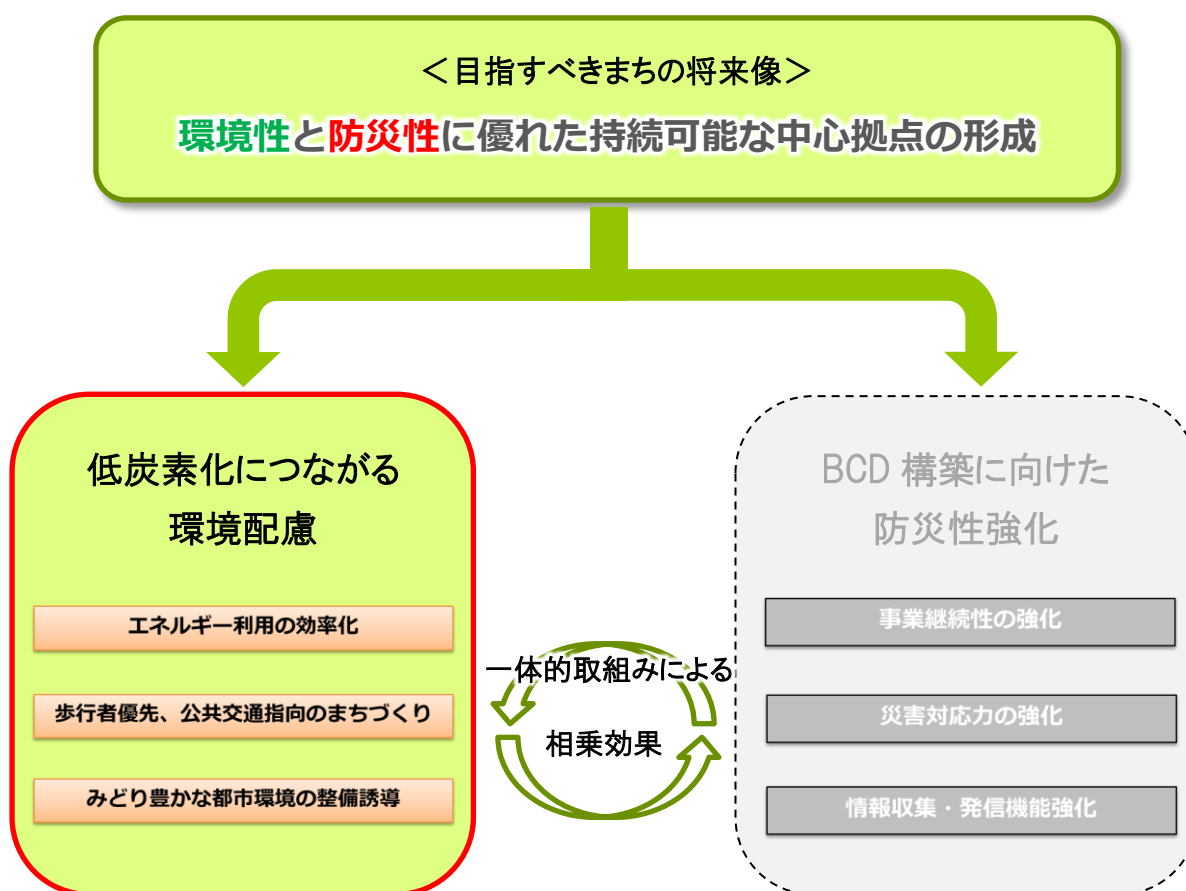 ＜目指すべきまちの将来像＞
環境性と防災性に優れた持続可能な中心拠点の形成
低炭素化につながる
環境配慮
エネルギー利用の効率化
歩行者優先、公共交通指向のまちづくり
みどり豊かな都市環境の整備誘導
一体的取組みによる
相乗効果
BCD 構築に向けた
防災性強化
事業継続性の強化
災害対応力の強化
情報収集・発信機能強化